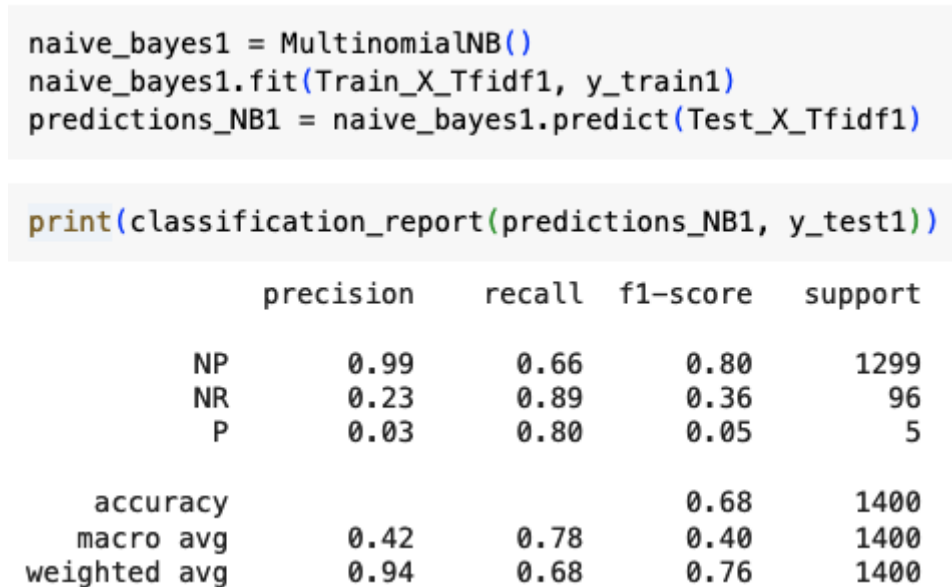 naive_bayes1 = MultinomialNB()
naive_bayes1.fit(Train_X_Tfidf1, y_train1)
predictions_NB1 = naive_bayes1.predict(Test_X_Tfidf1)
print(classification_report(predictions_NB1, y_test1))
precision recall f1-score support
NP 0.99 0.66 0.80 1299
NR 0.23 0.89 0.36 96
P 0.03 0.80 0.05 5
accuracy 0.68 1400
macro avg 0.42 0.78 0.40 1400
weighted avg 0.94 0.68 0.76 1400